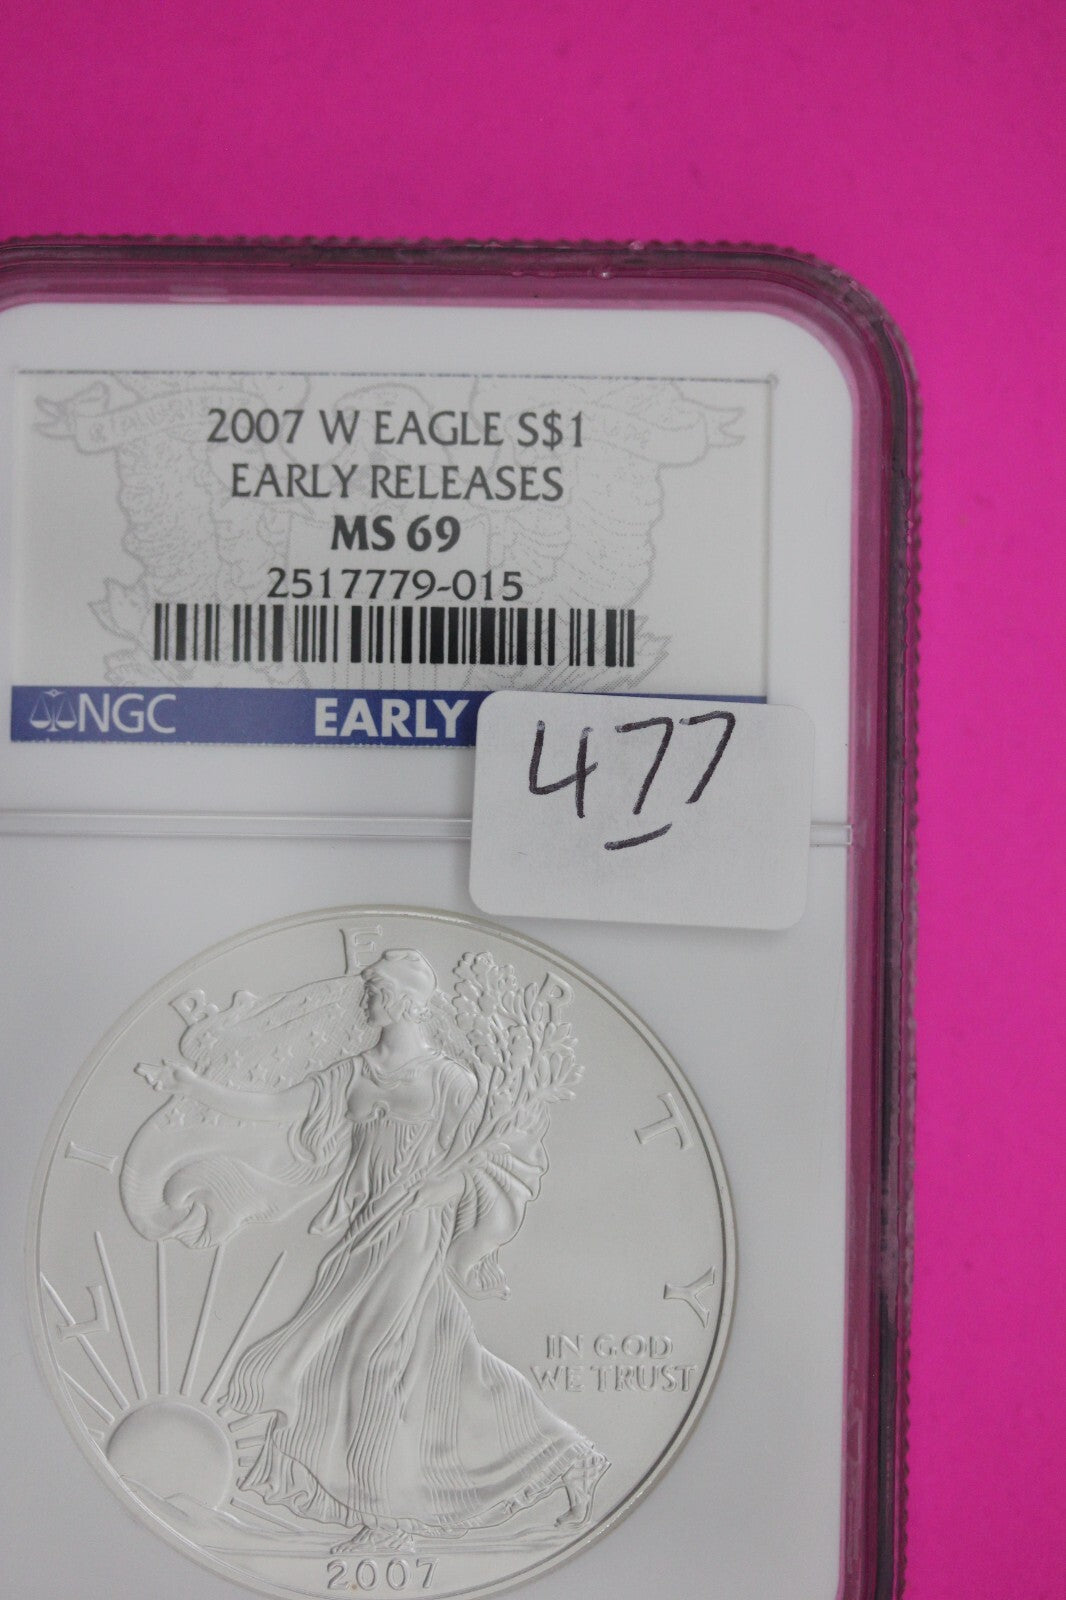 2007 W EAGLE S$1
EARLY RELEASES
MS 69
2517779-015
NGC EARLY
477
LIBERTY
IN GOD
WE TRUST
2007